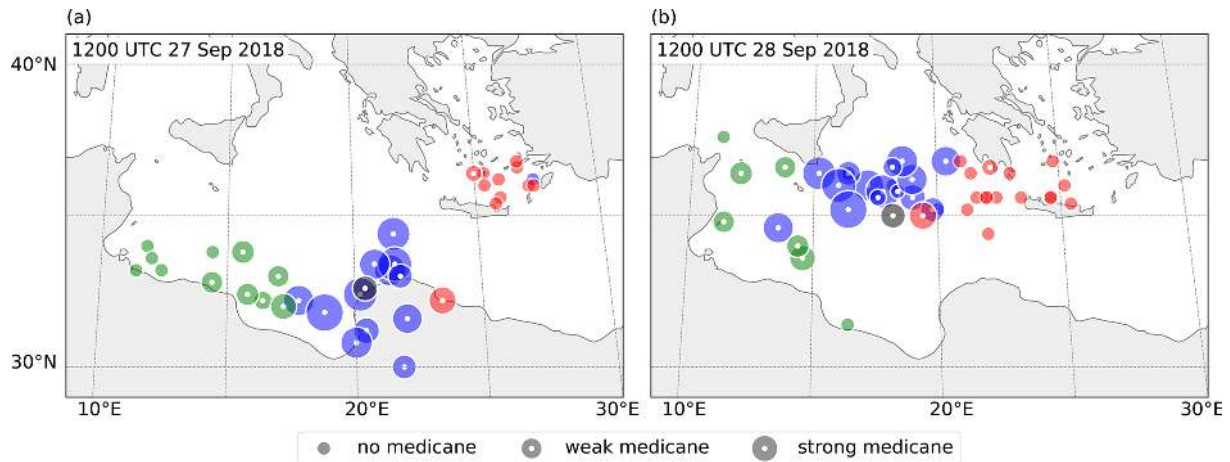 (a)
(b)
1200 UTC 27 Sep 2018
1200 UTC 28 Sep 2018
40°N
30°N
10°E
20°E
30°E
10°E
20°E
30°E
no medicane
weak medicane
strong medicane